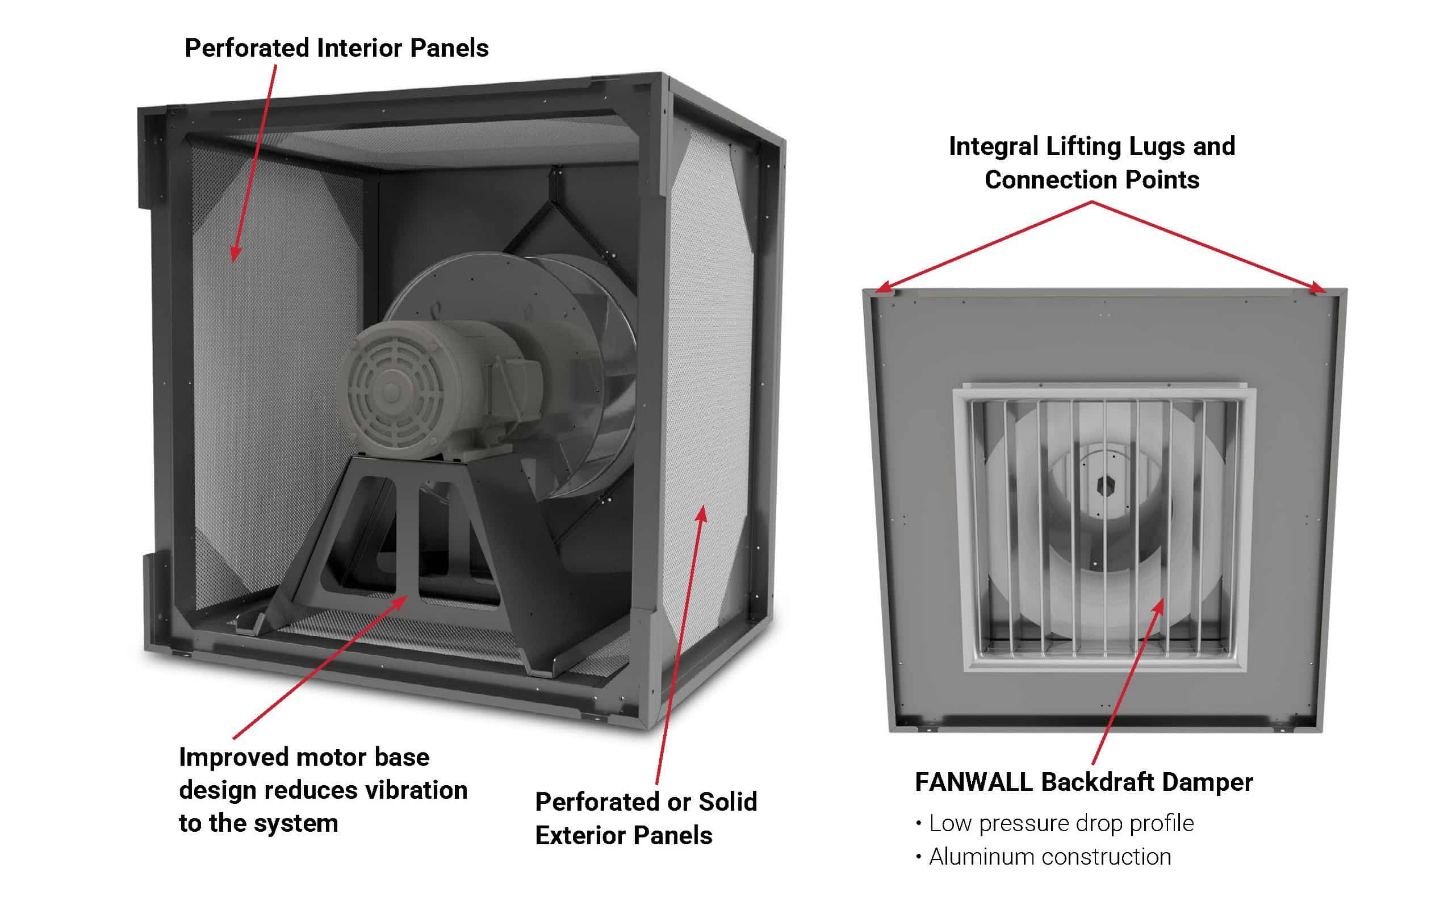 Perforated Interior Panels
Integral Lifting Lugs and
Connection Points
Improved motor base
design reduces vibration
to the system
Perforated or Solid
Exterior Panels
FANWALL Backdraft Damper
• Low pressure drop profile
• Aluminum construction